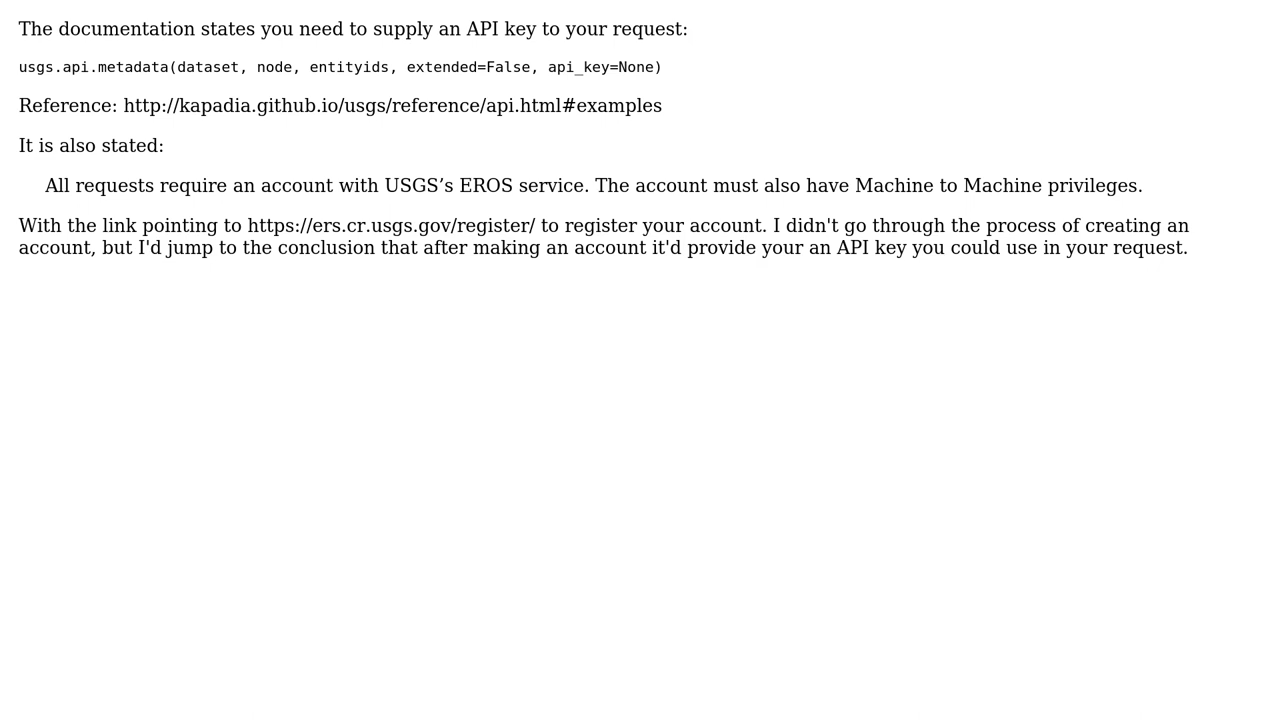 The documentation states you need to supply an API key to your request:
usgs.api.metadata(dataset, node, entityids, extended=False, api_key=None)
Reference: http://kapadia.github.io/usgs/reference/api.html#examples
It is also stated:
All requests require an account with USGS’s EROS service. The account must also have Machine to Machine privileges.
With the link pointing to https://ers.cr.usgs.gov/register/ to register your account. I didn't go through the process of creating an
account, but I'd jump to the conclusion that after making an account it'd provide your an API key you could use in your request.